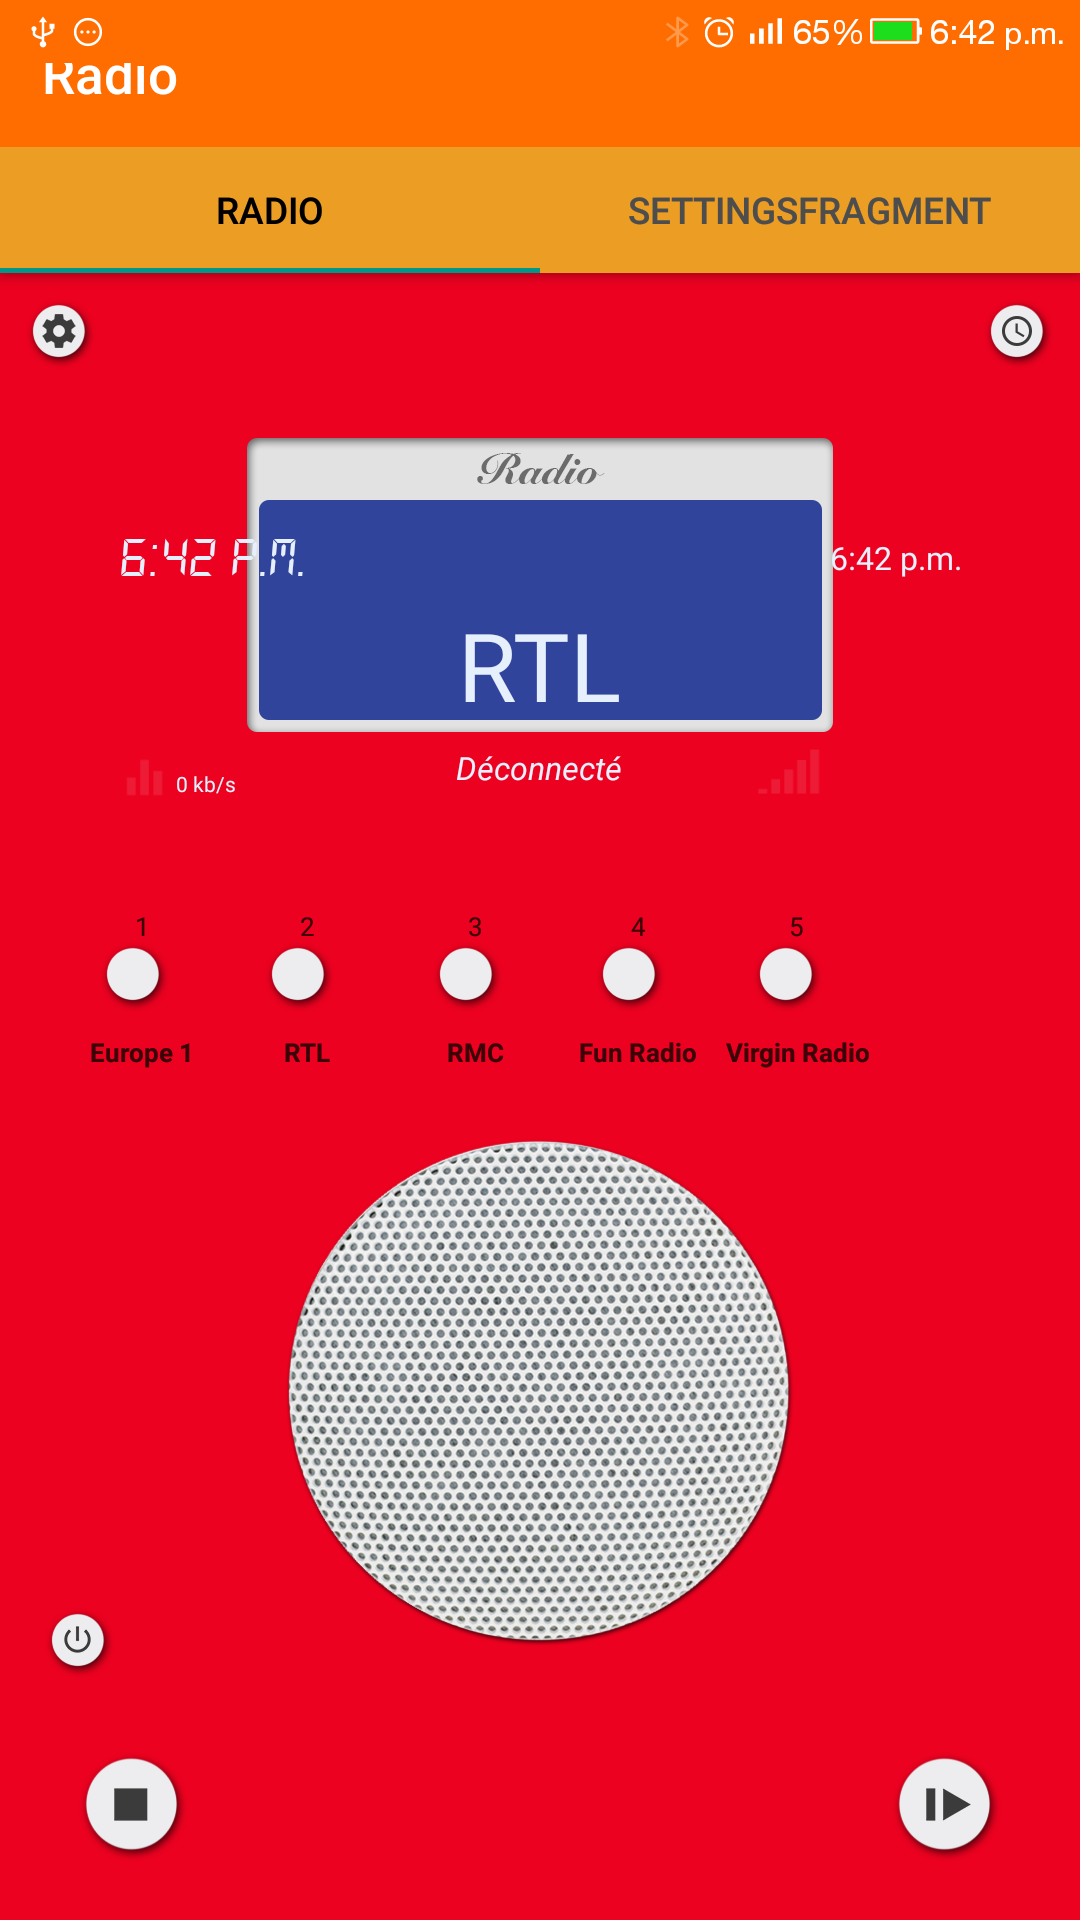 65% 6:42 p.m.
Radio
RADIO SETTINGSFRAGMENT
Radio
6:42 P.M. 6:42 p.m.
RTL
0 kb/s Déconnecté
1 2 3 4 5
Europe 1 RTL RMC Fun Radio Virgin Radio